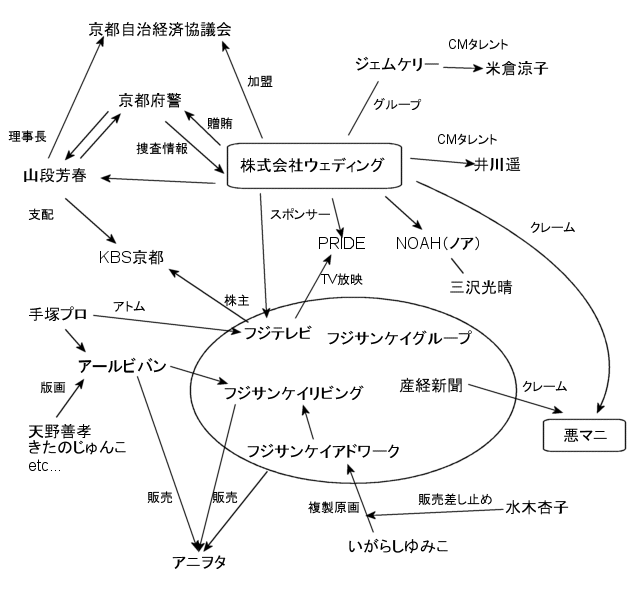 京都自治経済協議会
CMタレント
ジェムケリー
米倉涼子
加盟
京都府警
グループ
贈賄
理事長
CMタレント
捜査情報
株式会社ウェディング
井川遥
山段芳春
支配
スポンサー
クレーム
PRIDE
NOAH(ノア)
KBS京都
TV放映
三沢光晴
株主
手塚プロ
アトム
フジテレビ
フジサンケイグループ
アールビバン
版画
フジサンケイリビング
産経新聞
クレーム
天野善孝
きたのじゅんこ
etc...
悪マニ
フジサンケイアドワーク
販売
販売
複製原画
販売差し止め
水木杏子
いがらしゆみこ
アニヲタ